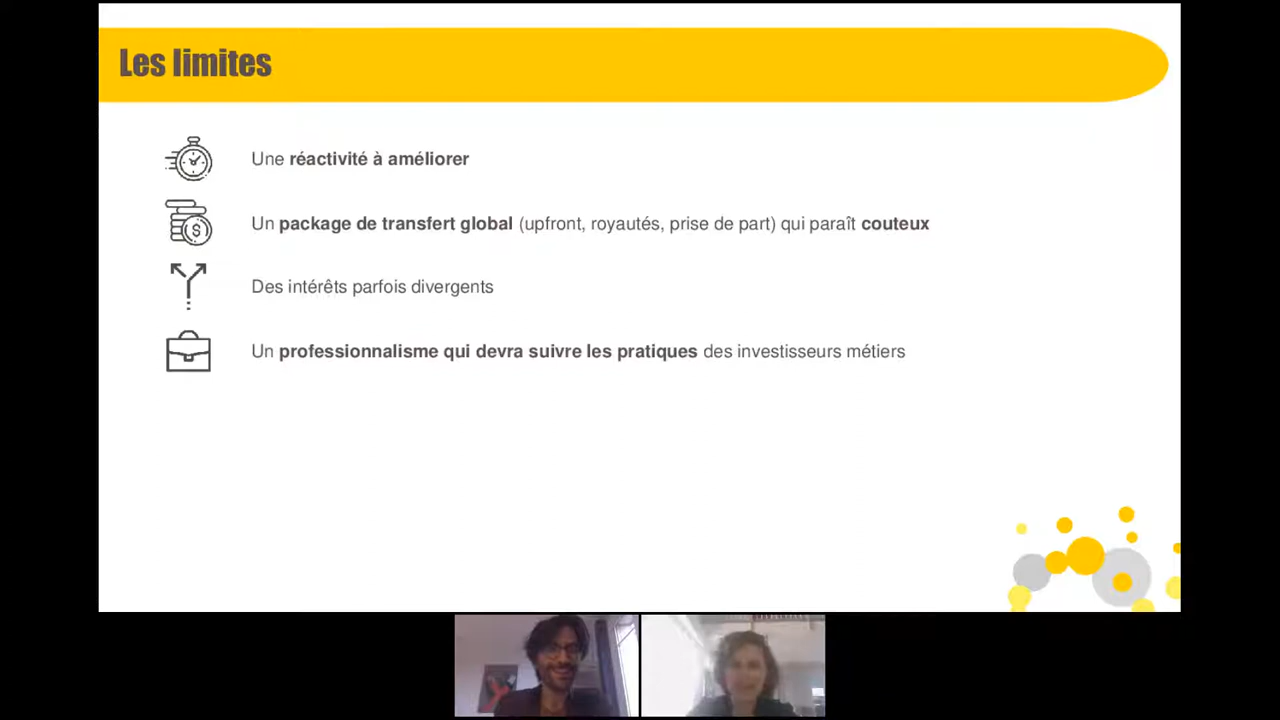 Les limites
Une réactivité à améliorer
Un package de transfert global (upfront, royautés, prise de part) qui paraît couteux
Des intérêts parfois divergents
Un professionnalisme qui devra suivre les pratiques des investisseurs métiers